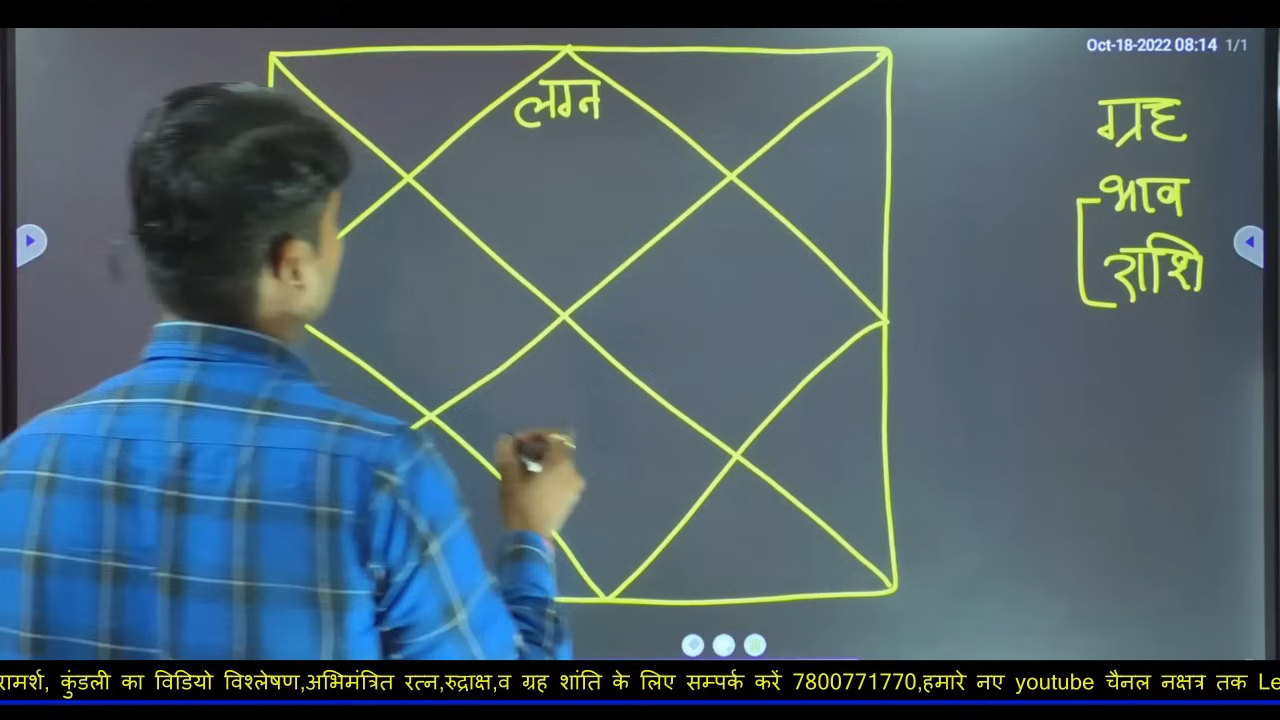 Oct-18-2022 08:14 1/1
लग्न
ग्रह
भाव
राशि
रामर्श, कुंडली का विडियो विश्लेषण,अभिमंत्रित रत्न,रुद्राक्ष,व ग्रह शांति के लिए सम्पर्क करें 7800771770,हमारे नए youtube चैनल नक्षत्र तक Le